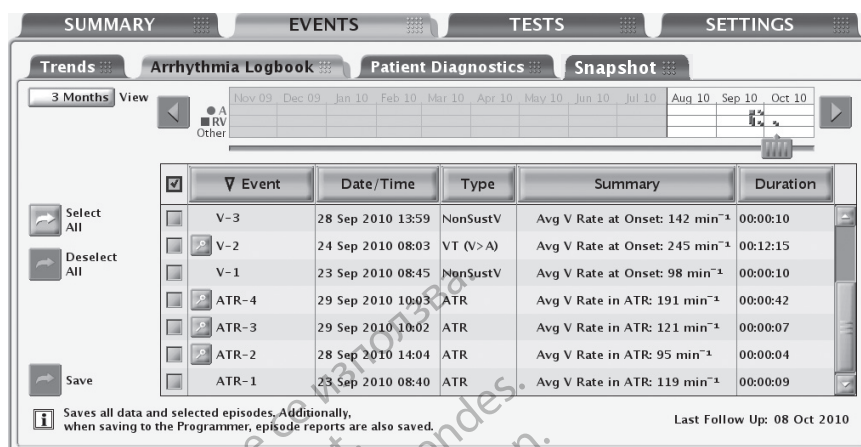 SUMMARY EVENTS TESTS SETTINGS
Trends Arrhythmia Logbook Patient Diagnostics Snapshot
3 Months View
Nov 09 Dec 09 Jan 10 Feb 10 Mar 10 Apr 10 May 10 Jun 10 Jul 10 Aug 10 Sep 10 Oct 10
A
RV
Other
Event Date/Time Type Summary Duration
V-3 28 Sep 2010 13:59 NonSustV Avg V Rate at Onset: 142 min⁻¹ 00:00:10
V-2 24 Sep 2010 08:03 VT (V>A) Avg V Rate at Onset: 245 min⁻¹ 00:12:15
V-1 23 Sep 2010 08:45 NonSustV Avg V Rate at Onset: 98 min⁻¹ 00:00:10
ATR-4 29 Sep 2010 10:03 ATR Avg V Rate in ATR: 191 min⁻¹ 00:00:42
ATR-3 29 Sep 2010 10:02 ATR Avg V Rate in ATR: 121 min⁻¹ 00:00:07
ATR-2 28 Sep 2010 14:04 ATR Avg V Rate in ATR: 95 min⁻¹ 00:00:04
ATR-1 23 Sep 2010 08:40 ATR Avg V Rate in ATR: 119 min⁻¹ 00:00:09
Select
All
Deselect
All
Save
Saves all data and selected episodes. Additionally,
when saving to the Programmer, episode reports are also saved.
Last Follow Up: 08 Oct 2010
се използва.